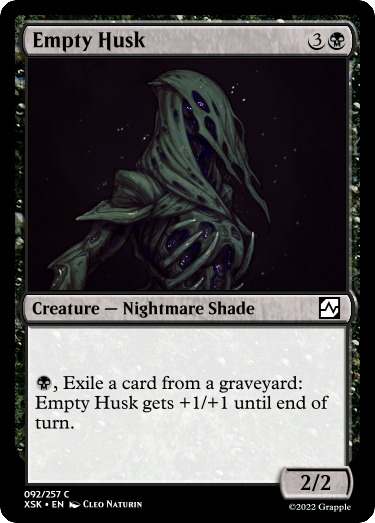 Empty Husk 3
Creature — Nightmare Shade
, Exile a card from a graveyard:
Empty Husk gets +1/+1 until end of
turn.
2/2
092/257 C
XSK • EN Cleo Naturin
©2022 Grapple